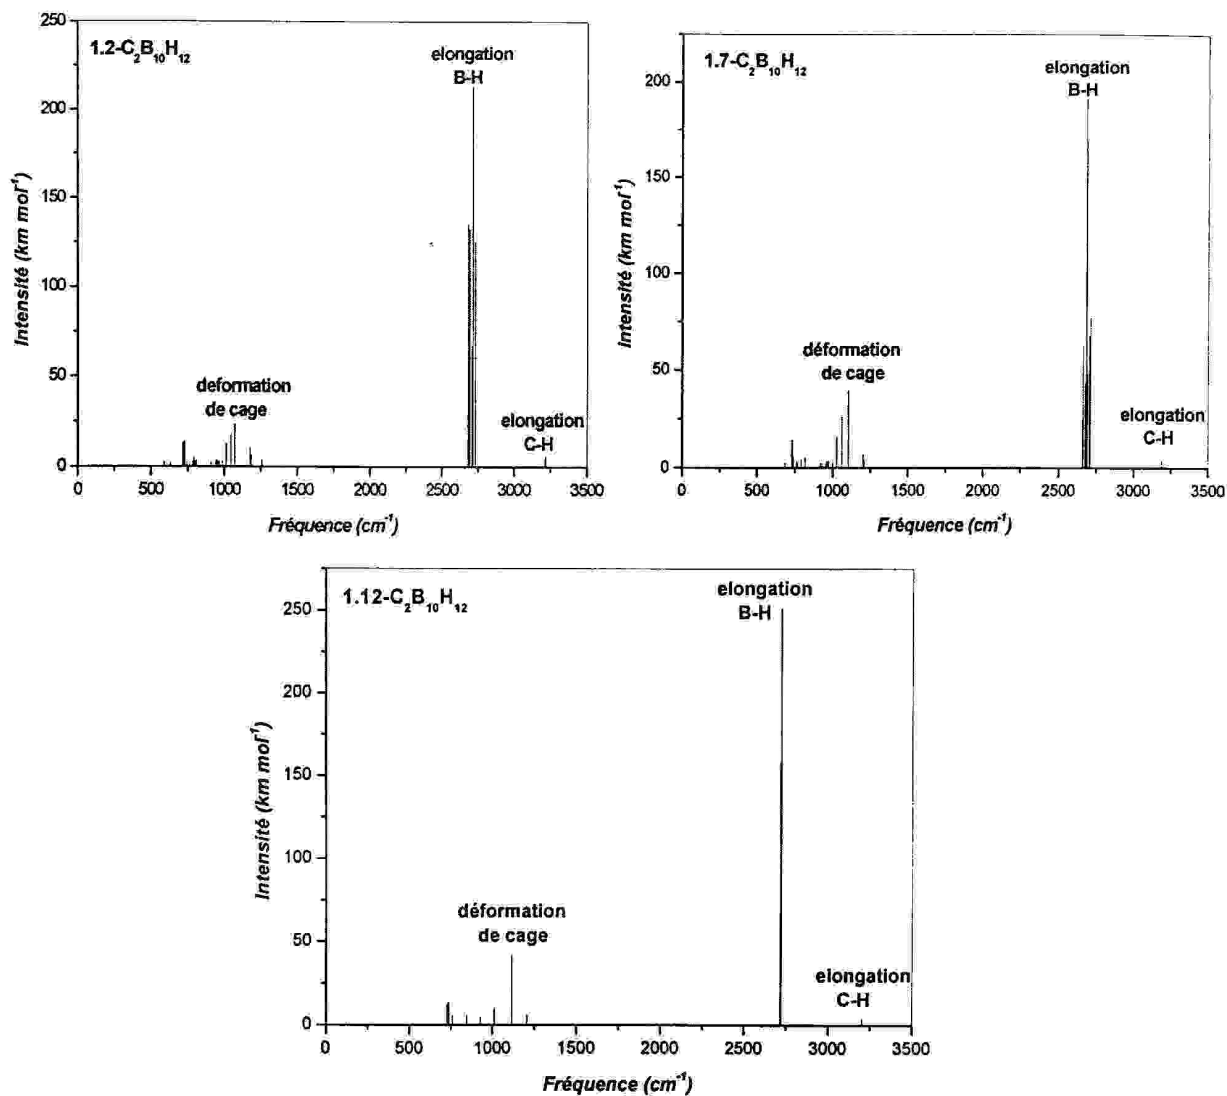 1.2-C₂B₁₀H₁₂
elongation
B-H
deformation
de cage
elongation
C-H
250
200
150
100
50
0
Intensité (km mol⁻¹)
0 500 1000 1500 2000 2500 3000 3500
Fréquence (cm⁻¹)
1.7-C₂B₁₀H₁₂
elongation
B-H
déformation
de cage
elongation
C-H
200
150
100
50
0
Intensité (km mol⁻¹)
0 500 1000 1500 2000 2500 3000 3500
Fréquence (cm⁻¹)
1.12-C₂B₁₀H₁₂
elongation
B-H
déformation
de cage
elongation
C-H
250
200
150
100
50
0
Intensité (km mol⁻¹)
0 500 1000 1500 2000 2500 3000 3500
Fréquence (cm⁻¹)